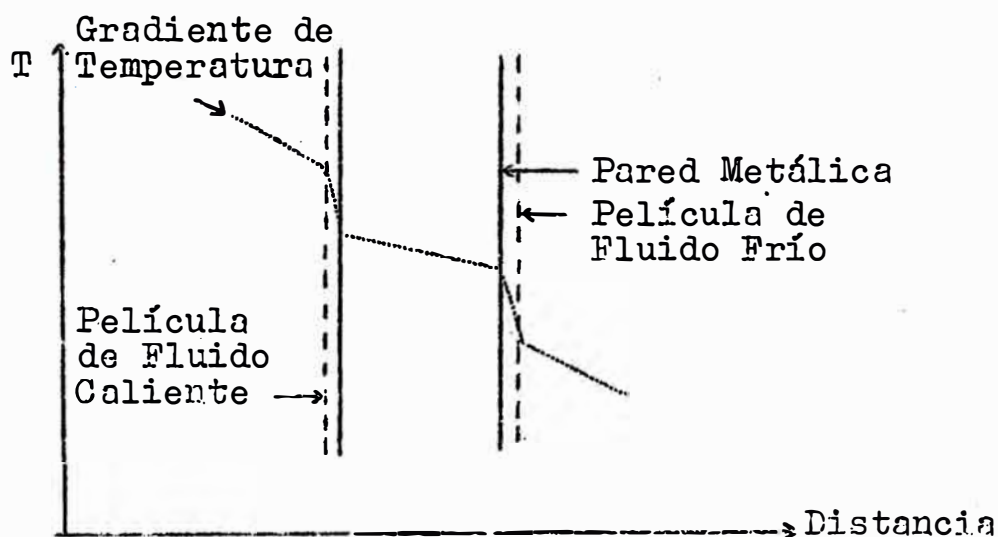 Gradiente de
Temperatura
T
Pared Metálica
Película de
Fluido Frío
Película
de Fluido
Caliente
Distancia